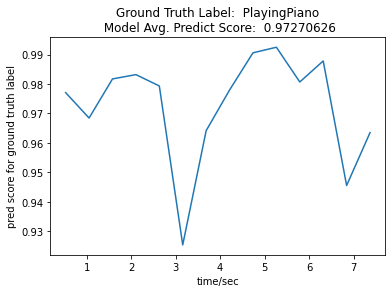 Ground Truth Label:  PlayingPiano
Model Avg. Predict Score:  0.97270626
0.99
0.98
0.97
0.96
0.95
0.94
0.93
pred score for ground truth label
1 2 3 4 5 6 7
time/sec